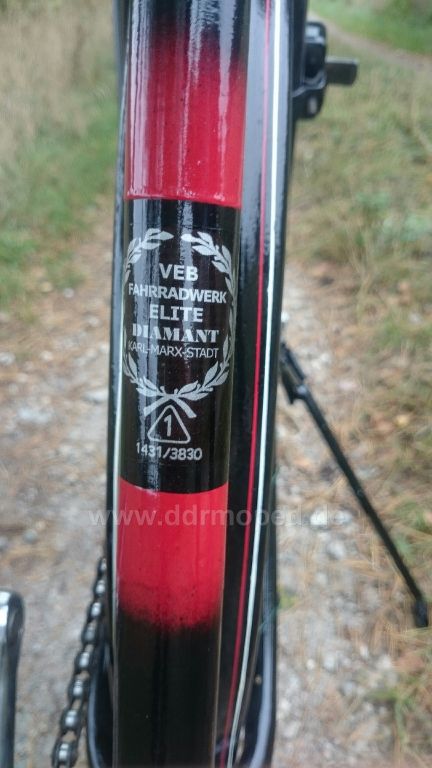 VEB
FAHRRADWERK
ELITE
DIAMANT
KARL-MARX-STADT
1
1431/3830
www.ddrmoped.de